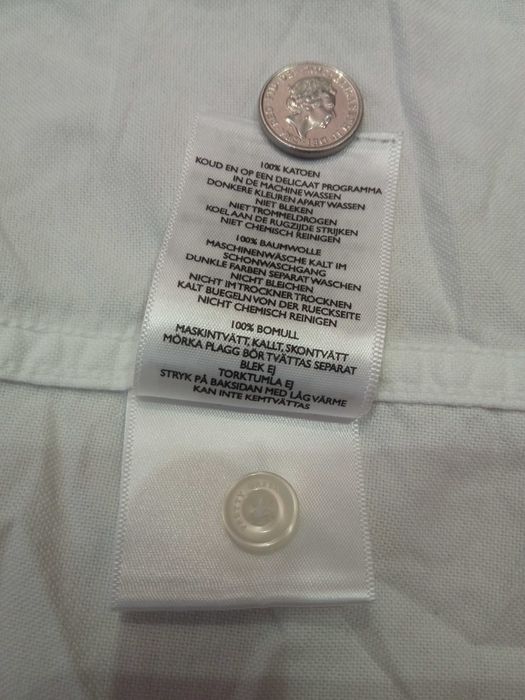 100% KATOEN
KOUD EN OP EEN DELICAAT PROGRAMMA
IN DE MACHINE WASSEN
DONKERE KLEUREN APART WASSEN
NIET BLEKEN
NIET TROMMELDROGEN
KOEL AAN DE RUGZIJDE STRIJKEN
NIET CHEMISCH REINIGEN
100% BAUMWOLLE
MASCHINENWÄSCHE KALT IM
SCHONWASCHGANG
DUNKLE FARBEN SEPARAT WASCHEN
NICHT BLEICHEN
NICHT IM TROCKNER TROCKNEN
KALT BUEGELN VON DER RUECKSEITE
NICHT CHEMISCH REINIGEN
100% BOMULL
MASKINTVÄTT, KALLT, SKONTVÄTT
MÖRKA PLAGG BÖR TVÄTTAS SEPARAT
BLEK EJ
TORKTUMLA EJ
STRYK PÅ BAKSIDAN MED LÅG VÄRME
KAN INTE KEMTVÄTTAS